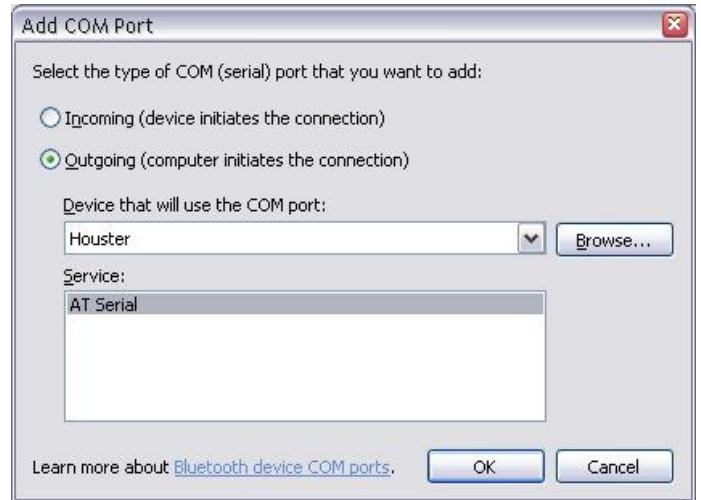 Add COM Port
Select the type of COM (serial) port that you want to add:
Incoming (device initiates the connection)
Outgoing (computer initiates the connection)
Device that will use the COM port:
Houster
Browse...
Service:
AT Serial
Learn more about Bluetooth device COM ports.
OK
Cancel